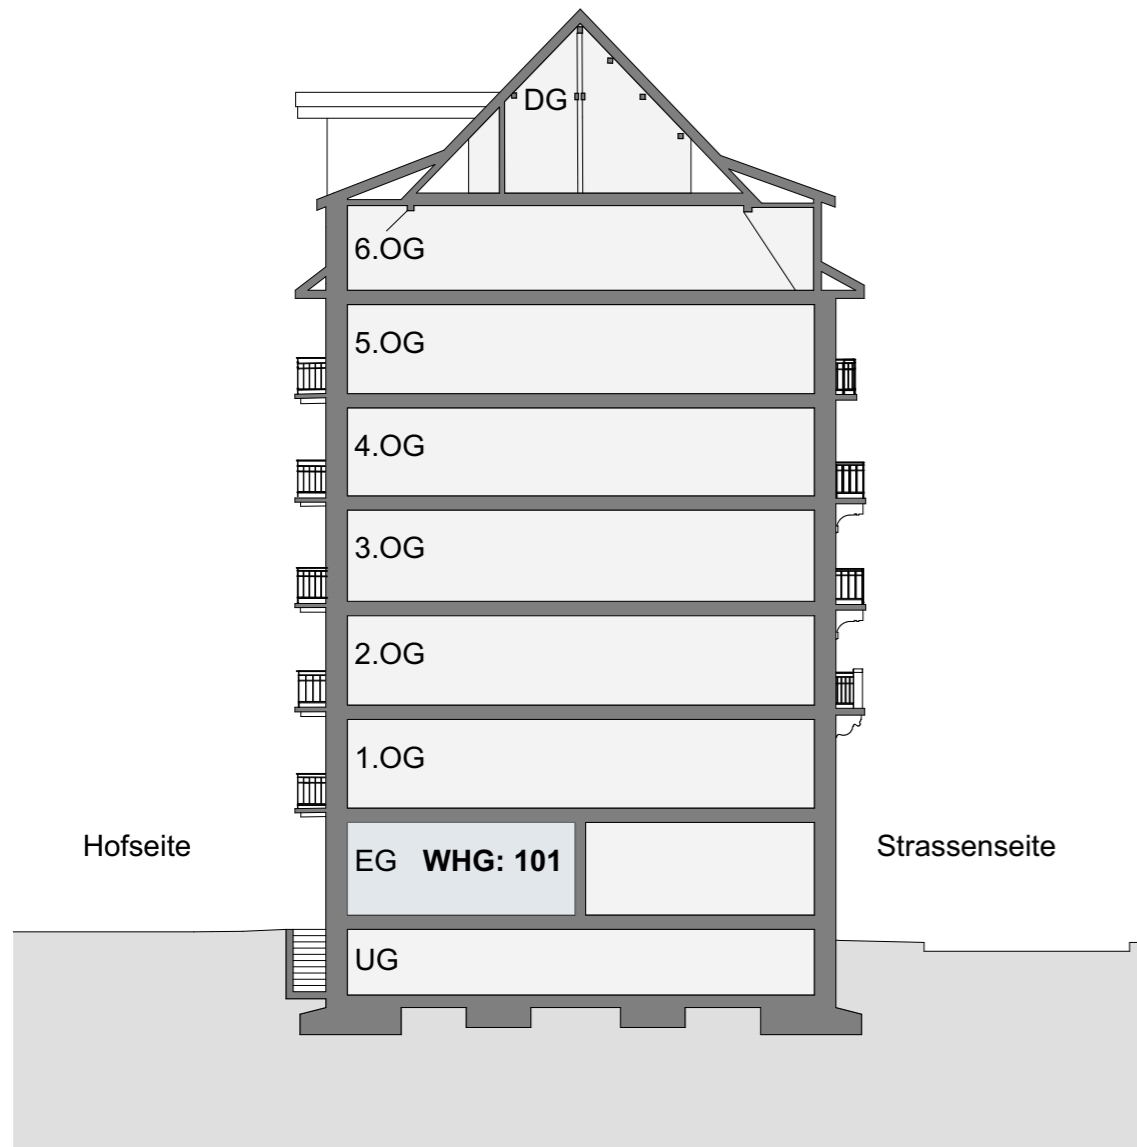 DG
6.OG
5.OG
4.OG
3.OG
2.OG
1.OG
Hofseite
Strassenseite
EG WHG: 101
UG